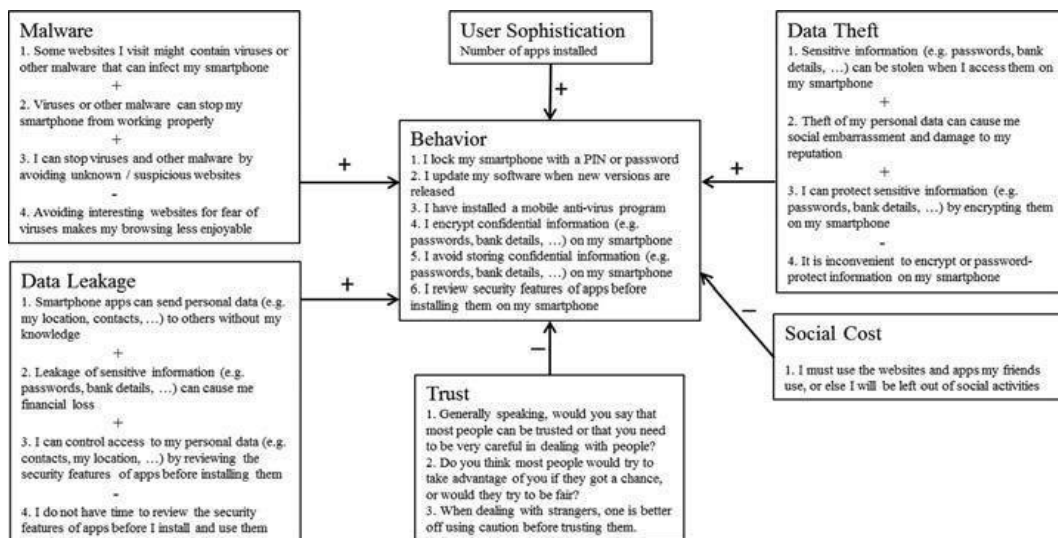 Malware
1. Some websites I visit might contain viruses or
other malware that can infect my smartphone
+
2. Viruses or other malware can stop my
smartphone from working properly
+
3. I can stop viruses and other malware by
avoiding unknown / suspicious websites
-
4. Avoiding interesting websites for fear of
viruses makes my browsing less enjoyable
+
Data Leakage
1. Smartphone apps can send personal data (e.g.
my location, contacts, …) to others without my
knowledge
+
2. Leakage of sensitive information (e.g.
passwords, bank details, …) can cause me
financial loss
+
3. I can control access to my personal data (e.g.
contacts, my location, …) by reviewing the
security features of apps before installing them
-
4. I do not have time to review the security
features of apps before I install and use them
+
User Sophistication
Number of apps installed
+
Behavior
1. I lock my smartphone with a PIN or password
2. I update my software when new versions are
released
3. I have installed a mobile anti-virus program
4. I encrypt confidential information (e.g.
passwords, bank details, …) on my smartphone
5. I avoid storing confidential information (e.g.
passwords, bank details, …) on my smartphone
6. I review security features of apps before
installing them on my smartphone
–
Trust
1. Generally speaking, would you say that
most people can be trusted or that you need
to be very careful in dealing with people?
2. Do you think most people would try to
take advantage of you if they got a chance,
or would they try to be fair?
3. When dealing with strangers, one is better
off using caution before trusting them.
Data Theft
1. Sensitive information (e.g. passwords, bank
details, …) can be stolen when I access them on
my smartphone
+
2. Theft of my personal data can cause me
social embarrassment and damage to my
reputation
+
3. I can protect sensitive information (e.g.
passwords, bank details, …) by encrypting them
on my smartphone
-
4. It is inconvenient to encrypt or password-
protect information on my smartphone
+
Social Cost
1. I must use the websites and apps my friends
use, or else I will be left out of social activities
–